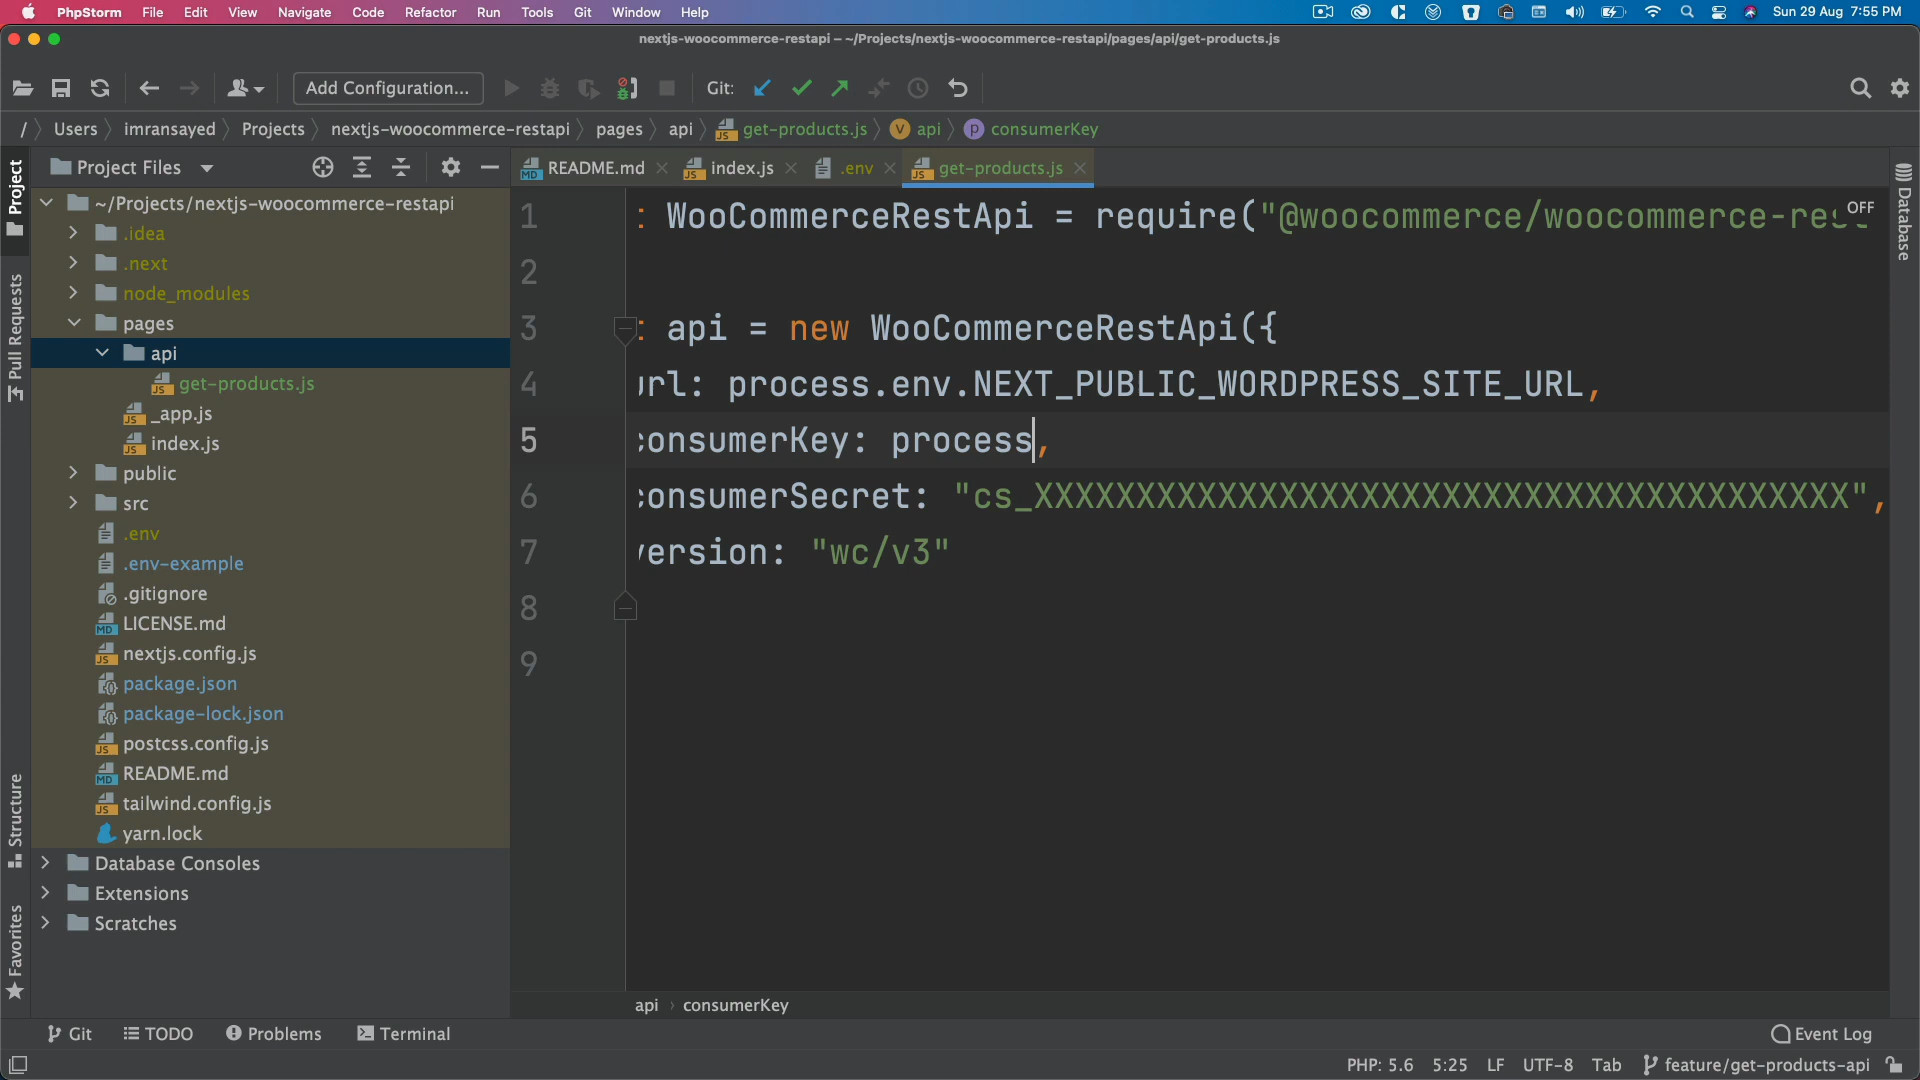 PhpStorm File Edit View Navigate Code Refactor Run Tools Git Window Help Sun 29 Aug 7:55 PM
nextjs-woocommerce-restapi – ~/Projects/nextjs-woocommerce-restapi/pages/api/get-products.js
Add Configuration... Git:
/ Users imransayed Projects nextjs-woocommerce-restapi pages api get-products.js api consumerKey
Project Files
README.md index.js .env get-products.js
Project
Pull Requests
Structure
Favorites
~/Projects/nextjs-woocommerce-restapi
.idea
.next
node_modules
pages
api
get-products.js
_app.js
index.js
public
src
.env
.env-example
.gitignore
LICENSE.md
nextjs.config.js
package.json
package-lock.json
postcss.config.js
README.md
tailwind.config.js
yarn.lock
Database Consoles
Extensions
Scratches
1 : WooCommerceRestApi = require("@woocommerce/woocommerce-rest
OFF
2
3 t api = new WooCommerceRestApi({
4 url: process.env.NEXT_PUBLIC_WORDPRESS_SITE_URL,
5 consumerKey: process,
6 consumerSecret: "cs_XXXXXXXXXXXXXXXXXXXXXXXXXXXXXXXXXXXXXXXX",
7 version: "wc/v3"
8
9
Database
api › consumerKey
Git TODO Problems Terminal Event Log
PHP: 5.6 5:25 LF UTF-8 Tab feature/get-products-api